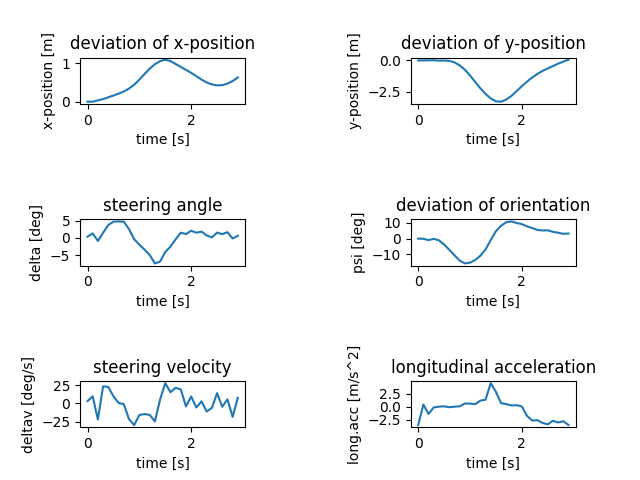 deviation of x-position
x-position [m]
1
0
0
2
time [s]
deviation of y-position
y-position [m]
0.0
−2.5
0
2
time [s]
steering angle
delta [deg]
5
0
−5
0
2
time [s]
deviation of orientation
psi [deg]
10
0
−10
0
2
time [s]
steering velocity
deltav [deg/s]
25
0
−25
0
2
time [s]
longitudinal acceleration
long.acc [m/s^2]
2.5
0.0
−2.5
0
2
time [s]